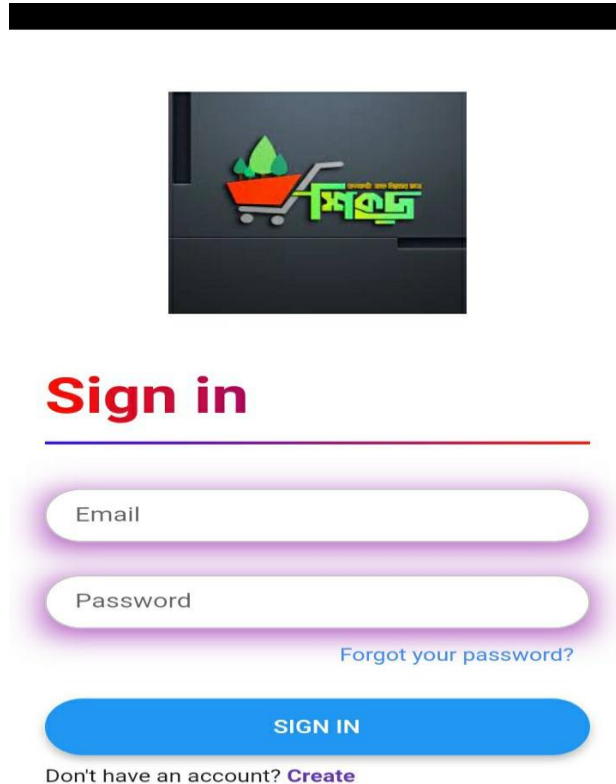 শিকড়
Sign in
Email
Password
Forgot your password?
SIGN IN
Don't have an account? Create